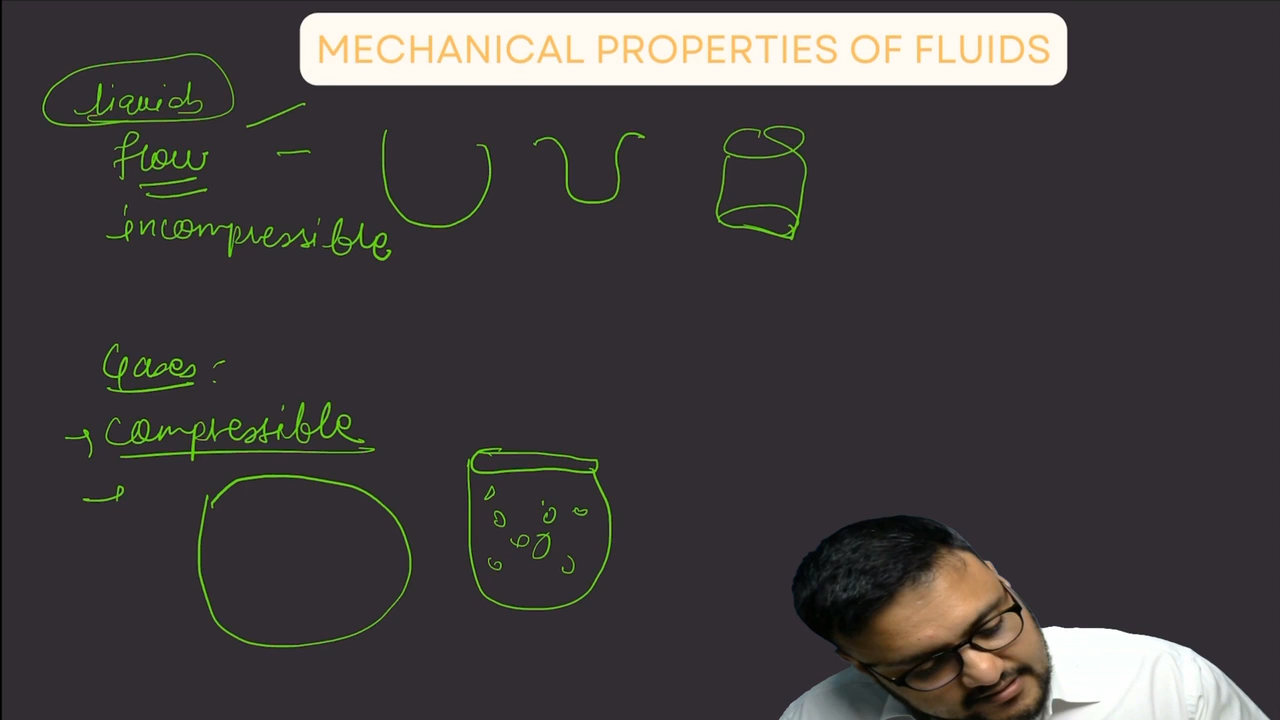 MECHANICAL PROPERTIES OF FLUIDS
liquids
flow
incompressible
Gases :
→ compressible